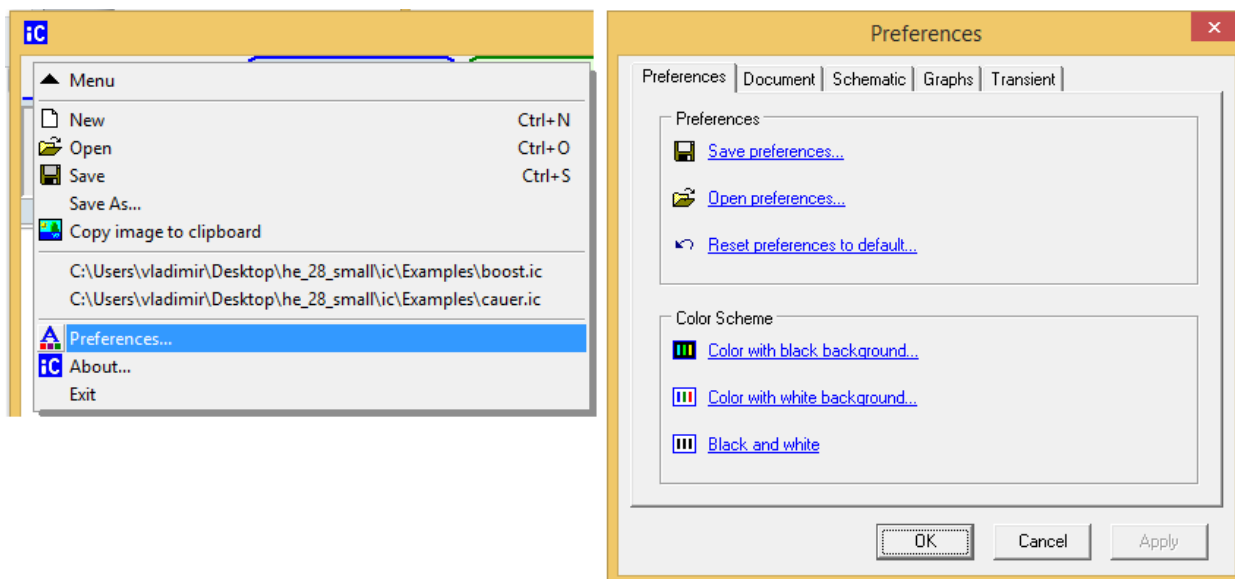 iC
Menu
New Ctrl+N
Open Ctrl+O
Save Ctrl+S
Save As...
Copy image to clipboard
C:\Users\vladimir\Desktop\he_28_small\ic\Examples\boost.ic
C:\Users\vladimir\Desktop\he_28_small\ic\Examples\cauer.ic
A Preferences...
iC About...
Exit
Preferences
Preferences Document Schematic Graphs Transient
Preferences
Save preferences...
Open preferences...
Reset preferences to default...
Color Scheme
Color with black background...
Color with white background...
Black and white
OK Cancel Apply